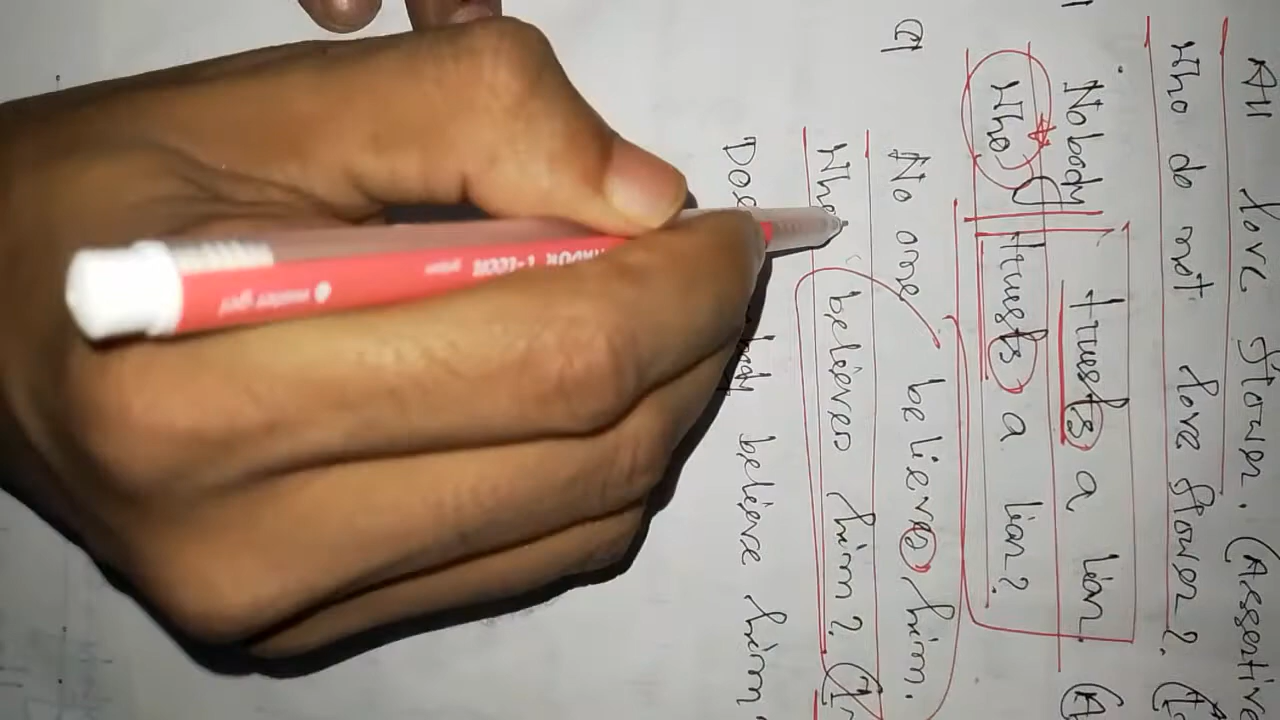 All love flower. (Assertive
Who do not love flower?
Nobody trusts a liar.
Who trusts a liar?
No one believes him.
Who believes him?
believe him